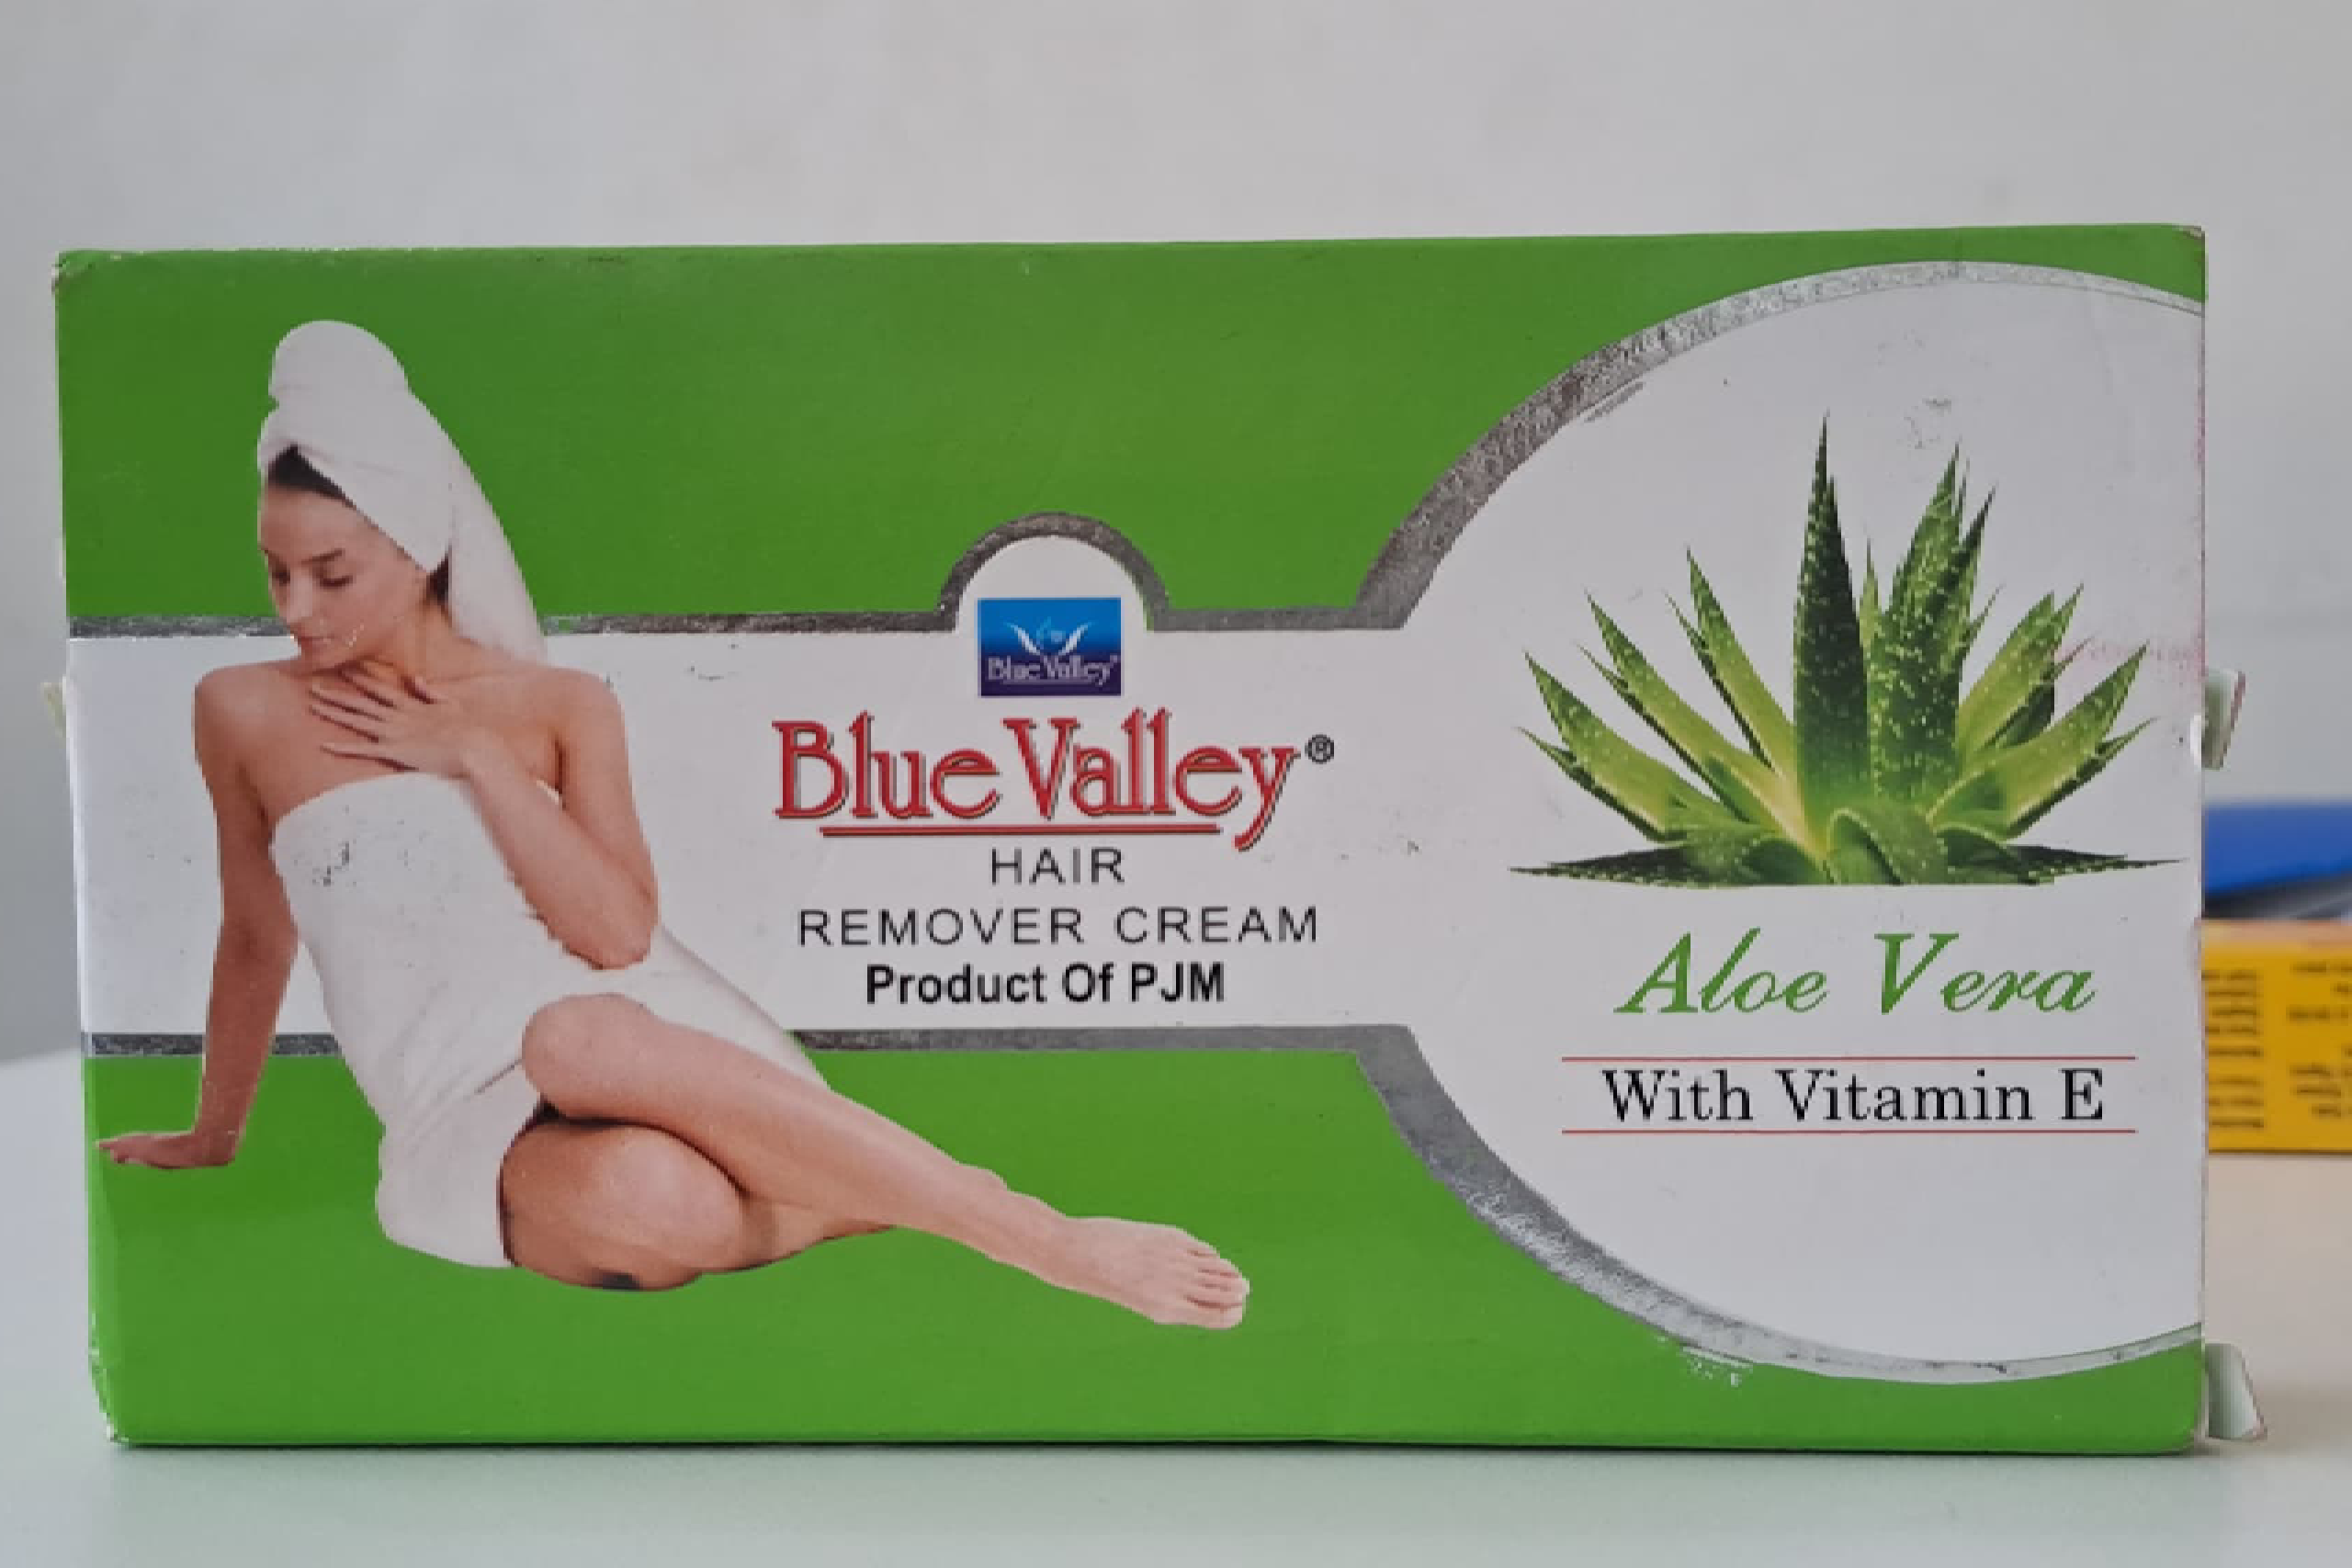 Blue Valley®
Blue Valley®
HAIR
REMOVER CREAM
Product Of PJM
Aloe Vera
With Vitamin E